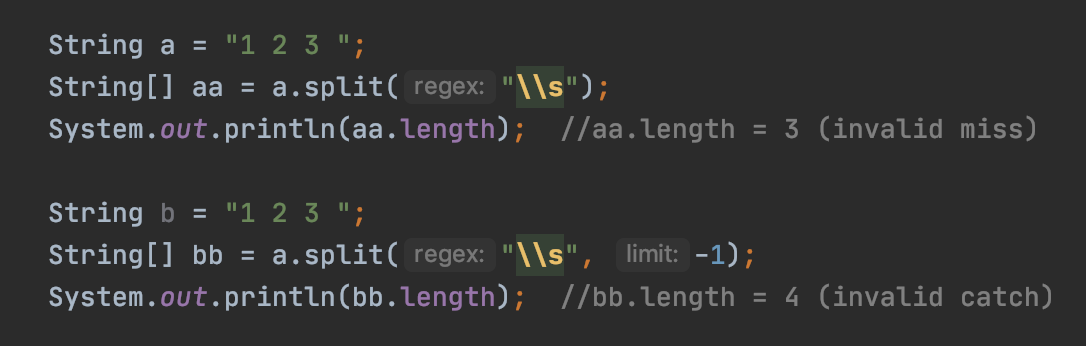 String a = "1 2 3 ";
String[] aa = a.split( regex: "\\s");
System.out.println(aa.length);  //aa.length = 3 (invalid miss)
String b = "1 2 3 ";
String[] bb = a.split( regex: "\\s",  limit: -1);
System.out.println(bb.length);  //bb.length = 4 (invalid catch)